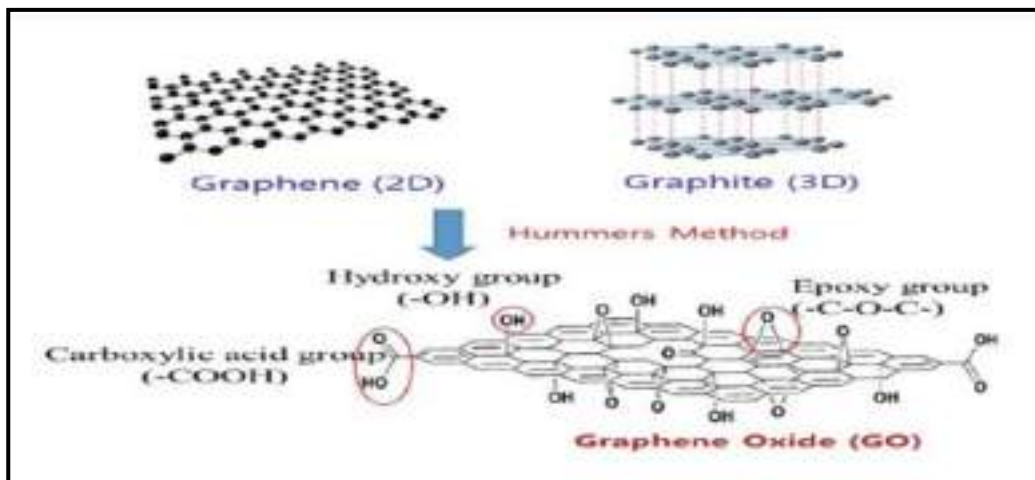 Graphene (2D)
Graphite (3D)
Hummers Method
Hydroxy group
(-OH)
Epoxy group
(-C-O-C-)
Carboxylic acid group
(-COOH)
O
HO
OH
O
OH
OH
O
O
O
OH
O
OH
O
O
OH
O
OH
Graphene Oxide (GO)